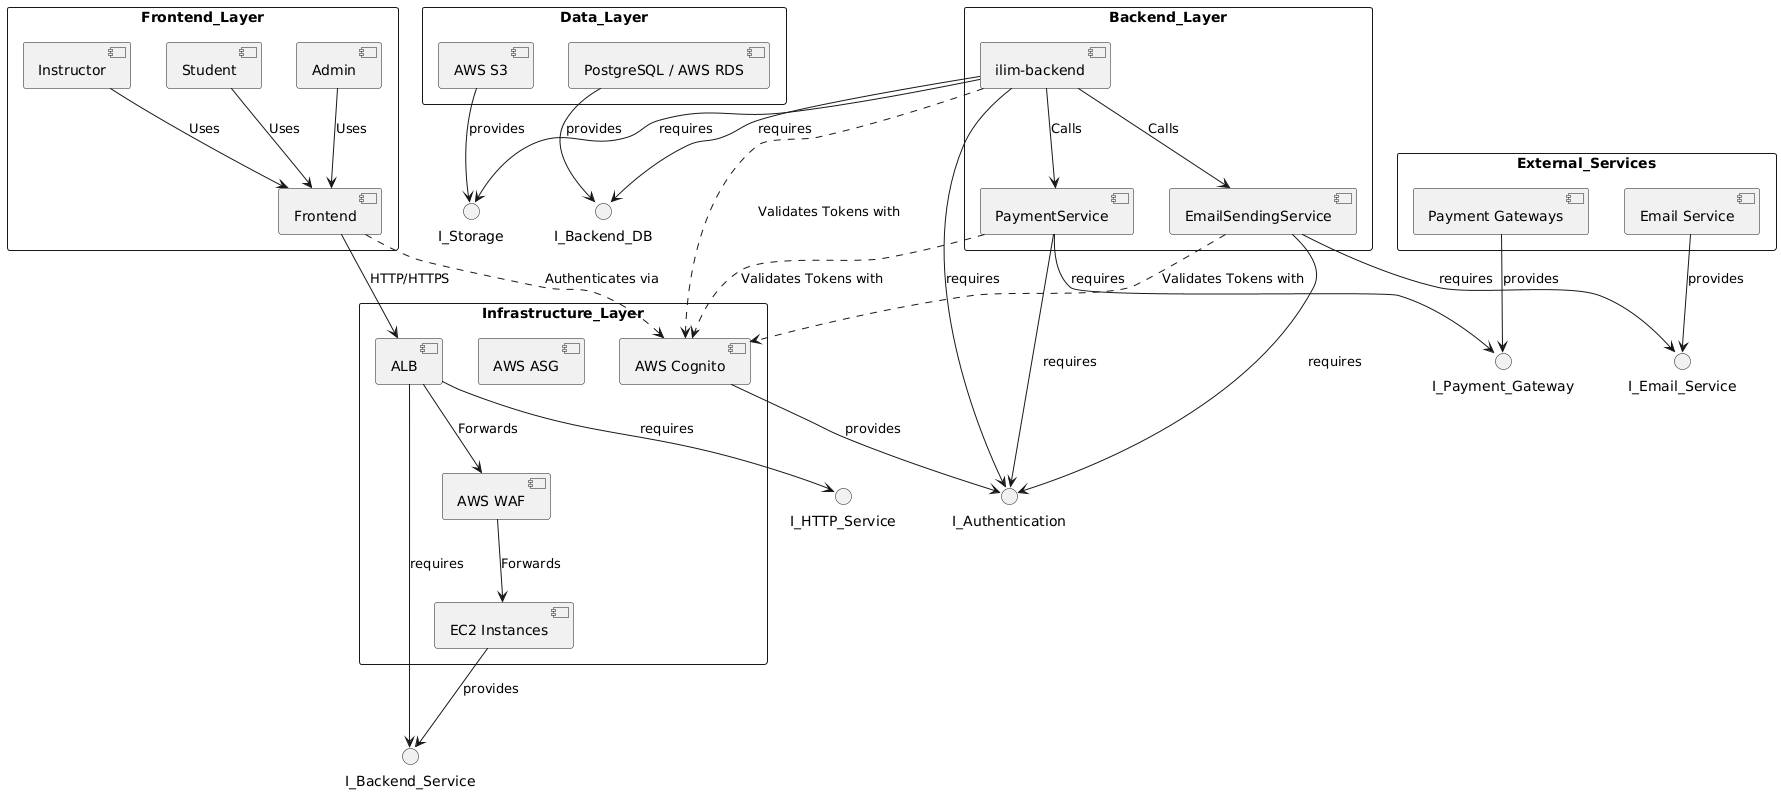 Frontend_Layer
Data_Layer
Backend_Layer
Instructor
Student
Admin
AWS S3
PostgreSQL / AWS RDS
ilim-backend
Uses
Uses
Uses
provides
provides
requires
requires
Calls
Calls
External_Services
Frontend
I_Storage
I_Backend_DB
Validates Tokens with
PaymentService
EmailSendingService
Payment Gateways
Email Service
HTTP/HTTPS
Authenticates via
Validates Tokens with
requires
requires
Validates Tokens with
requires
provides
provides
Infrastructure_Layer
ALB
AWS ASG
AWS Cognito
requires
requires
I_Payment_Gateway
I_Email_Service
Forwards
requires
provides
AWS WAF
I_HTTP_Service
I_Authentication
requires
Forwards
EC2 Instances
provides
I_Backend_Service